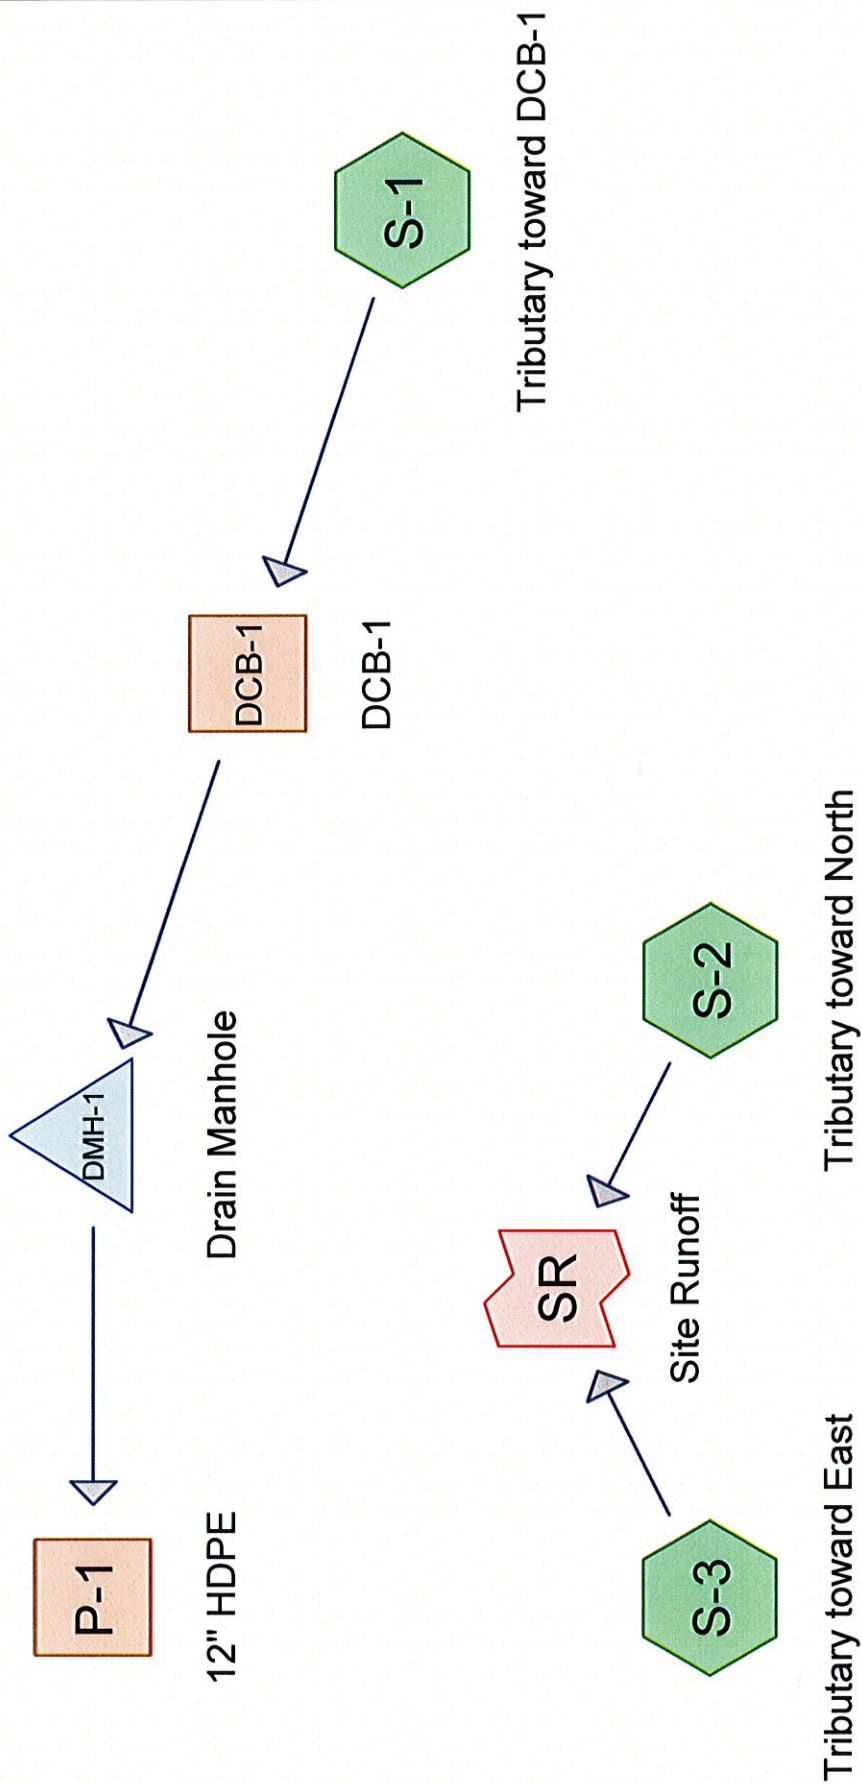 P-1
12" HDPE
DMH-1
Drain Manhole
DCB-1
DCB-1
S-1
Tributary toward DCB-1
S-3
Tributary toward East
SR
Site Runoff
S-2
Tributary toward North